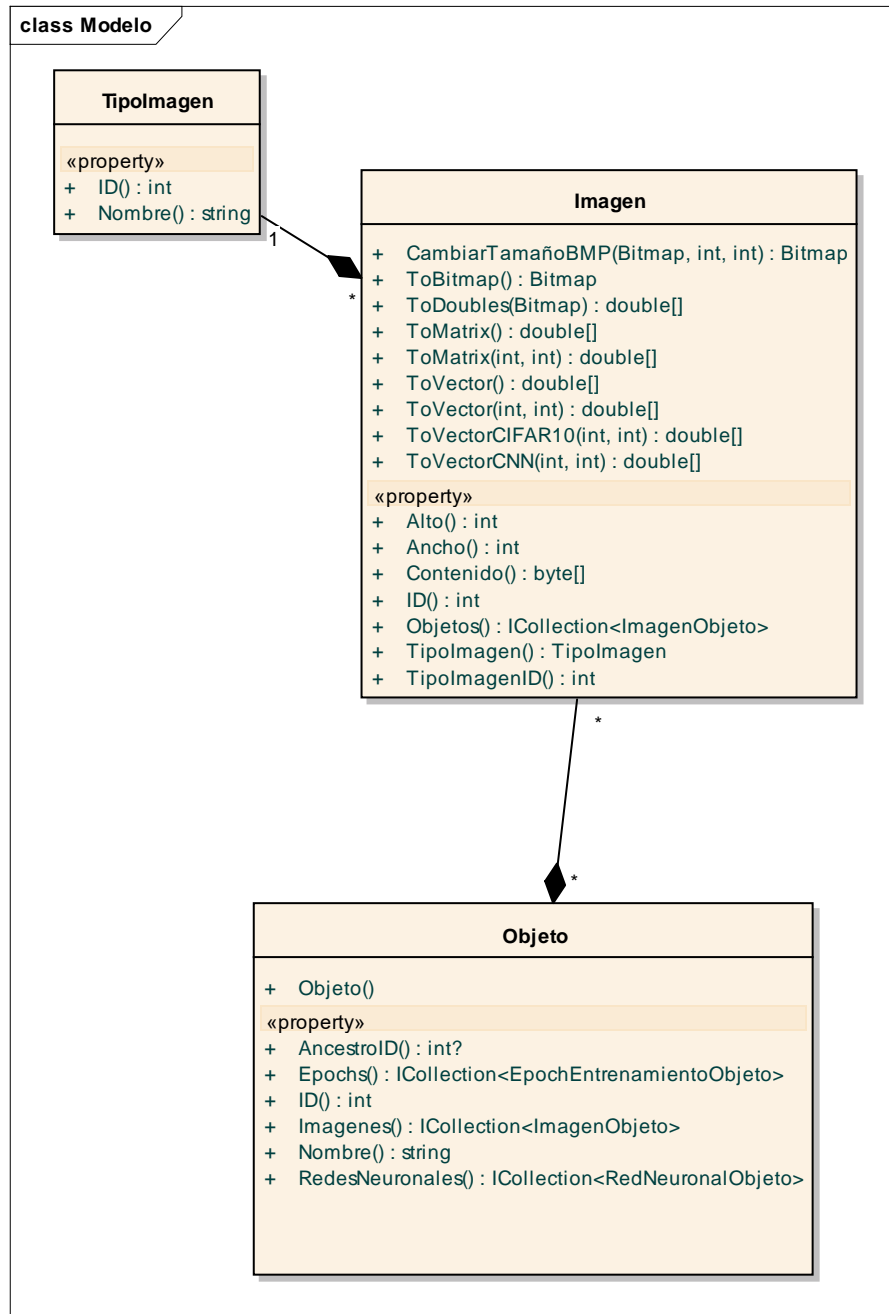 class Modelo
TipoImagen
«property»
+ ID() : int
+ Nombre() : string
1
*
Imagen
+ CambiarTamañoBMP(Bitmap, int, int) : Bitmap
+ ToBitmap() : Bitmap
+ ToDoubles(Bitmap) : double[]
+ ToMatrix() : double[]
+ ToMatrix(int, int) : double[]
+ ToVector() : double[]
+ ToVector(int, int) : double[]
+ ToVectorCIFAR10(int, int) : double[]
+ ToVectorCNN(int, int) : double[]
«property»
+ Alto() : int
+ Ancho() : int
+ Contenido() : byte[]
+ ID() : int
+ Objetos() : ICollection<ImagenObjeto>
+ TipoImagen() : TipoImagen
+ TipoImagenID() : int
*
*
Objeto
+ Objeto()
«property»
+ AncestroID() : int?
+ Epochs() : ICollection<EpochEntrenamientoObjeto>
+ ID() : int
+ Imagenes() : ICollection<ImagenObjeto>
+ Nombre() : string
+ RedesNeuronales() : ICollection<RedNeuronalObjeto>